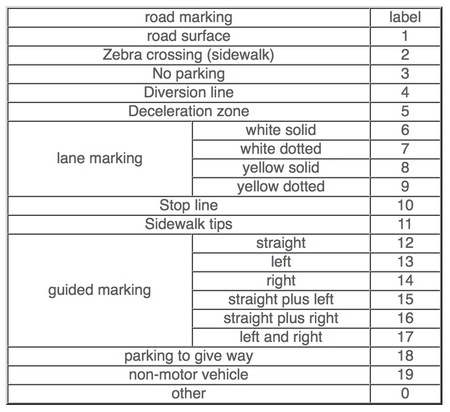 road marking label
road surface 1
Zebra crossing (sidewalk) 2
No parking 3
Diversion line 4
Deceleration zone 5
lane marking white solid 6
white dotted 7
yellow solid 8
yellow dotted 9
Stop line 10
Sidewalk tips 11
guided marking straight 12
left 13
right 14
straight plus left 15
straight plus right 16
left and right 17
parking to give way 18
non-motor vehicle 19
other 0